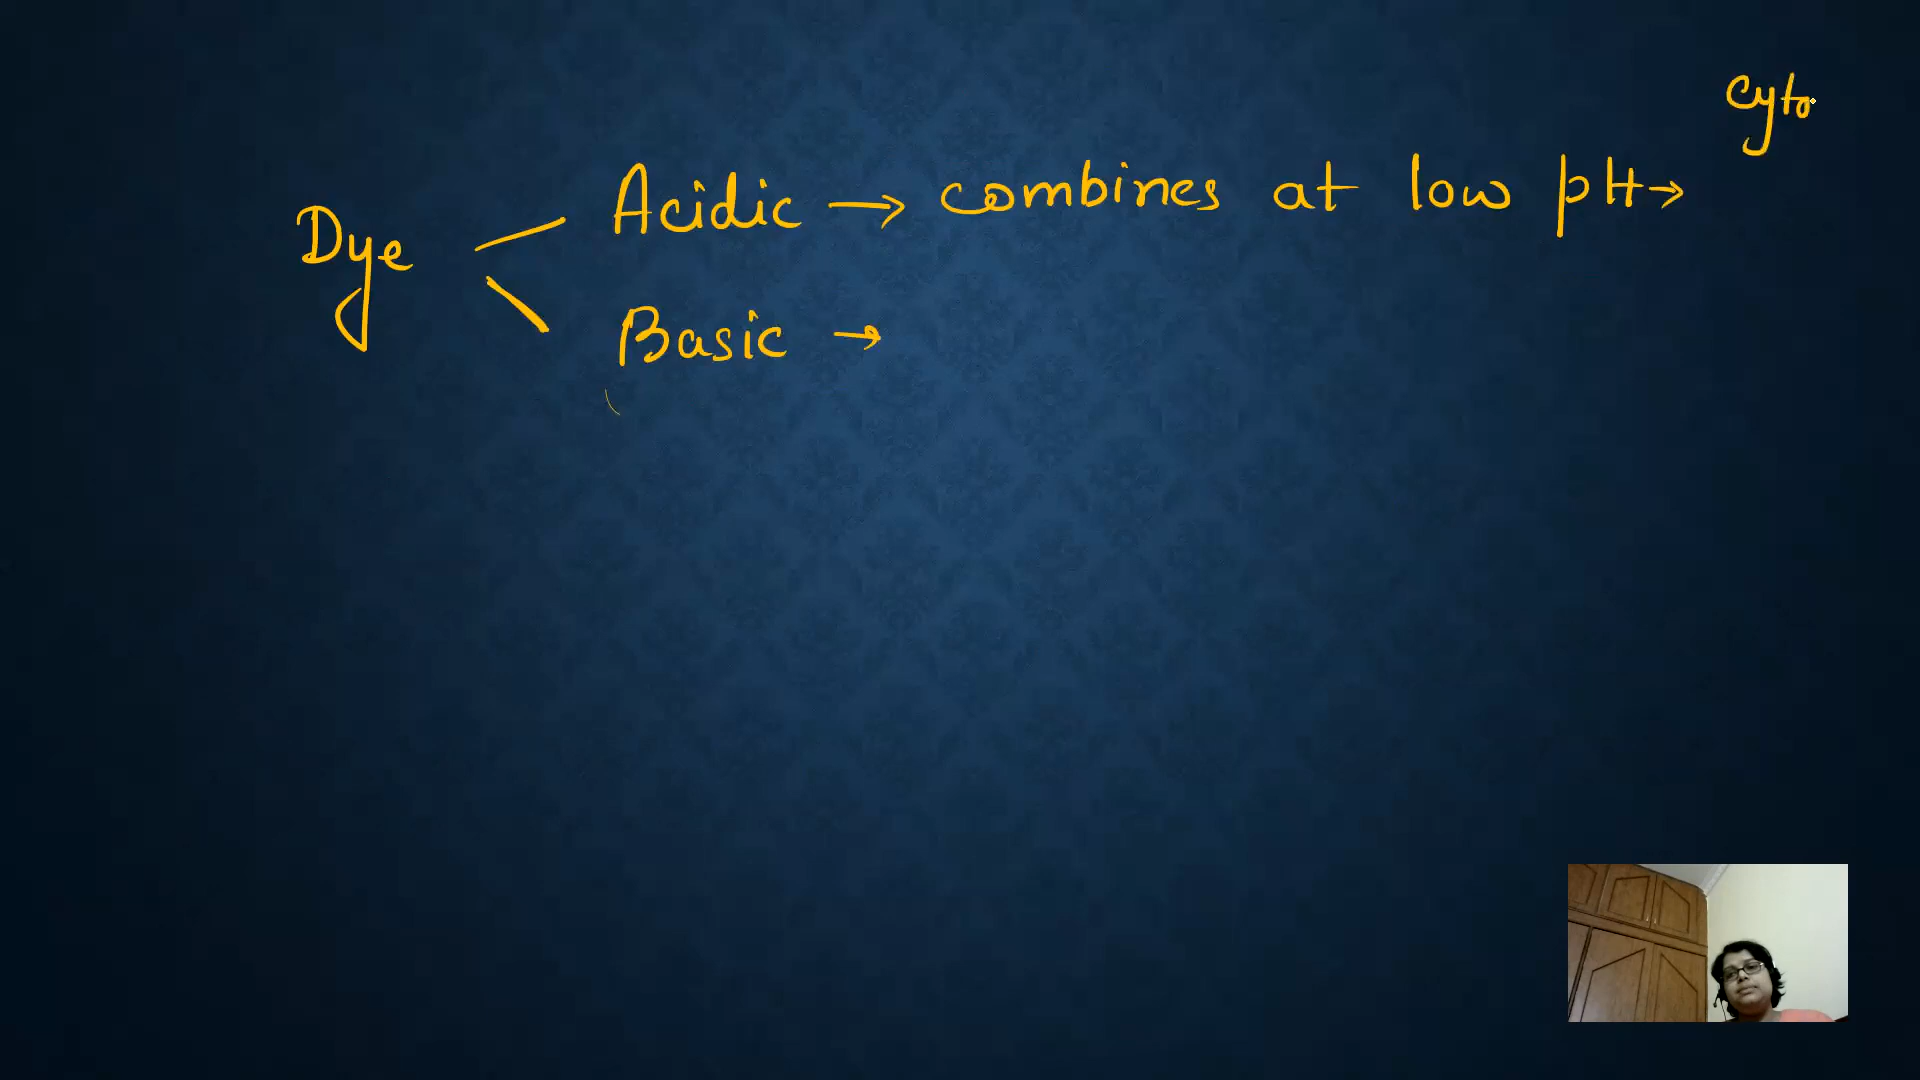 Cyto
Dye
Acidic → combines at low pH →
Basic →